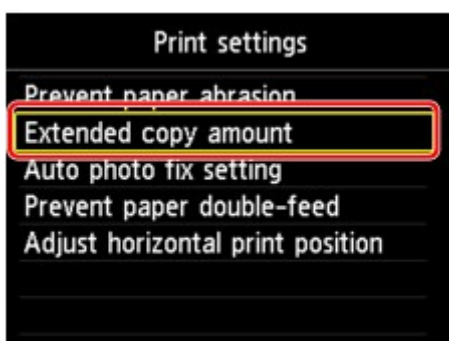 Print settings
Prevent paper abrasion
Extended copy amount
Auto photo fix setting
Prevent paper double-feed
Adjust horizontal print position